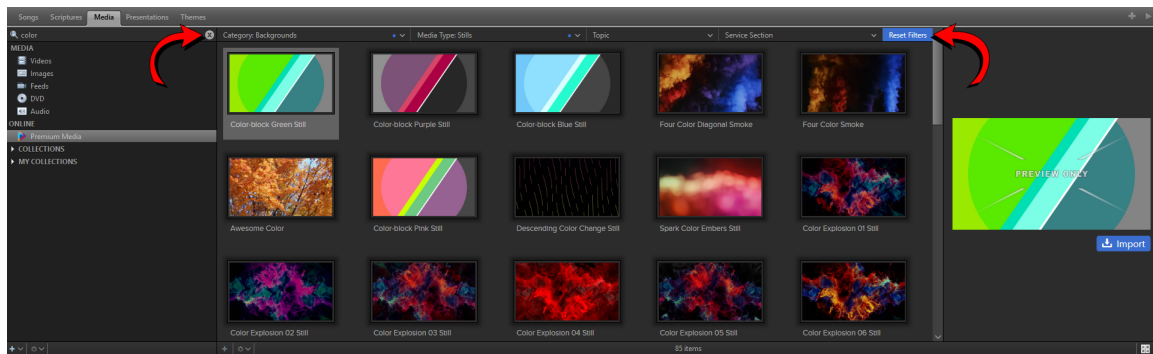 Songs Scriptures Media Presentations Themes
color
Category: Backgrounds Media Type: Stills Topic Service Section Reset Filters
MEDIA
Videos
Images
Feeds
DVD
Audio
ONLINE
Premium Media
COLLECTIONS
MY COLLECTIONS
Color-block Green Still Color-block Purple Still Color-block Blue Still Four Color Diagonal Smoke Four Color Smoke
Awesome Color Color-block Pink Still Descending Color Change Still Spark Color Embers Still Color Explosion 01 Still
Color Explosion 02 Still Color Explosion 03 Still Color Explosion 04 Still Color Explosion 05 Still Color Explosion 06 Still
PREVIEW ONLY
Import
85 items